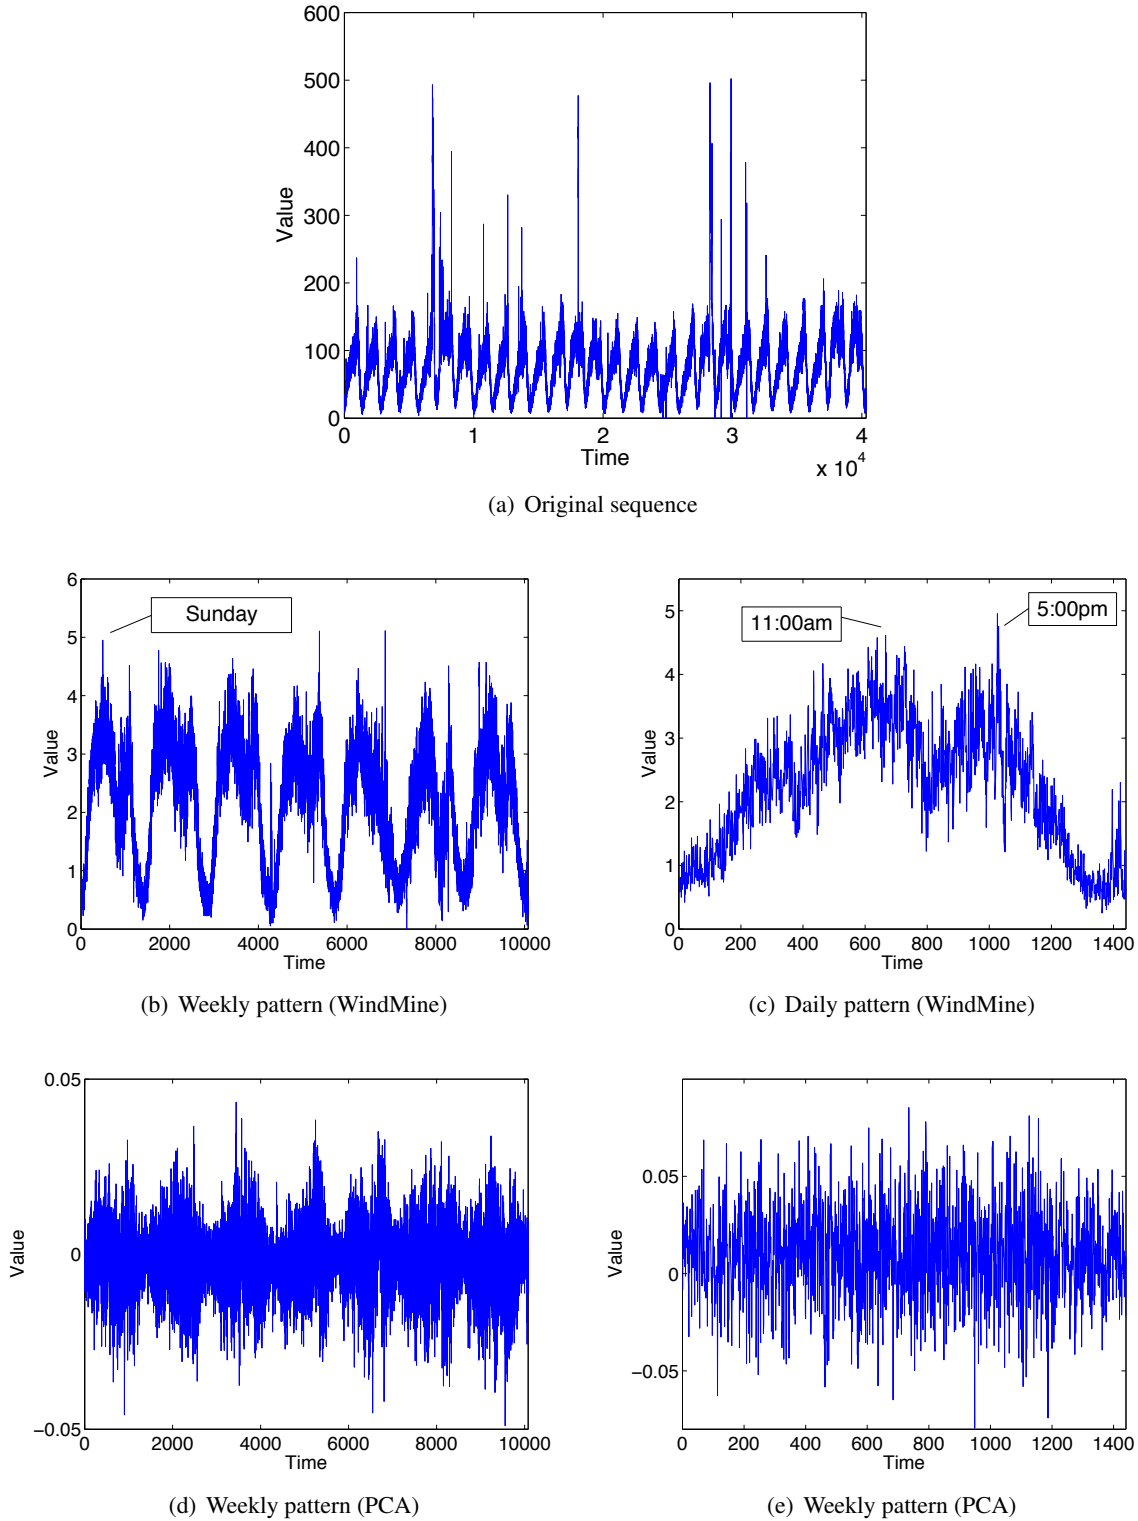 600
500
400
300
200
100
0
Value
0 1 2 3 4
Time
x 10^4
(a) Original sequence
6
5
4
3
2
1
0
Value
Sunday
0 2000 4000 6000 8000 10000
Time
(b) Weekly pattern (WindMine)
5
4
3
2
1
0
Value
11:00am
5:00pm
0 200 400 600 800 1000 1200 1400
Time
(c) Daily pattern (WindMine)
0.05
0
−0.05
Value
0 2000 4000 6000 8000 10000
Time
(d) Weekly pattern (PCA)
0.05
0
−0.05
Value
0 200 400 600 800 1000 1200 1400
Time
(e) Weekly pattern (PCA)